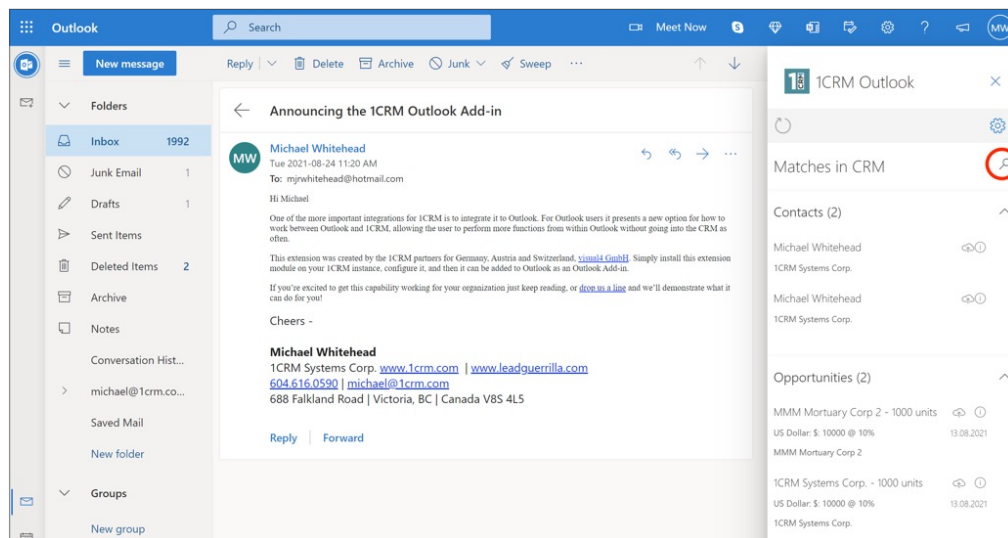 Outlook
Search
Meet Now
MW
New message
Reply
Delete
Archive
Junk
Sweep
Folders
Inbox 1992
Junk Email 1
Drafts 1
Sent Items
Deleted Items 2
Archive
Notes
Conversation Hist...
michael@1crm.co...
Saved Mail
New folder
Groups
New group
Announcing the 1CRM Outlook Add-in
MW
Michael Whitehead
Tue 2021-08-24 11:20 AM
To: mjrwhitehead@hotmail.com
Hi Michael
One of the more important integrations for 1CRM is to integrate it to Outlook. For Outlook users it presents a new option for how to
work between Outlook and 1CRM, allowing the user to perform more functions from within Outlook without going into the CRM as
often.
This extension was created by the 1CRM partners for Germany, Austria and Switzerland, visual4 GmbH. Simply install this extension
module on your 1CRM instance, configure it, and then it can be added to Outlook as an Outlook Add-in.
If you're excited to get this capability working for your organization just keep reading, or drop us a line and we'll demonstrate what it
can do for you!
Cheers -
Michael Whitehead
1CRM Systems Corp. www.1crm.com | www.leadguerrilla.com
604.616.0590 | michael@1crm.com
688 Falkland Road | Victoria, BC | Canada V8S 4L5
Reply
Forward
1CRM Outlook
Matches in CRM
Contacts (2)
Michael Whitehead
1CRM Systems Corp.
Michael Whitehead
1CRM Systems Corp.
Opportunities (2)
MMM Mortuary Corp 2 - 1000 units
US Dollar: $: 10000 @ 10% 13.08.2021
MMM Mortuary Corp 2
1CRM Systems Corp. - 1000 units
US Dollar: $: 10000 @ 10% 13.08.2021
1CRM Systems Corp.